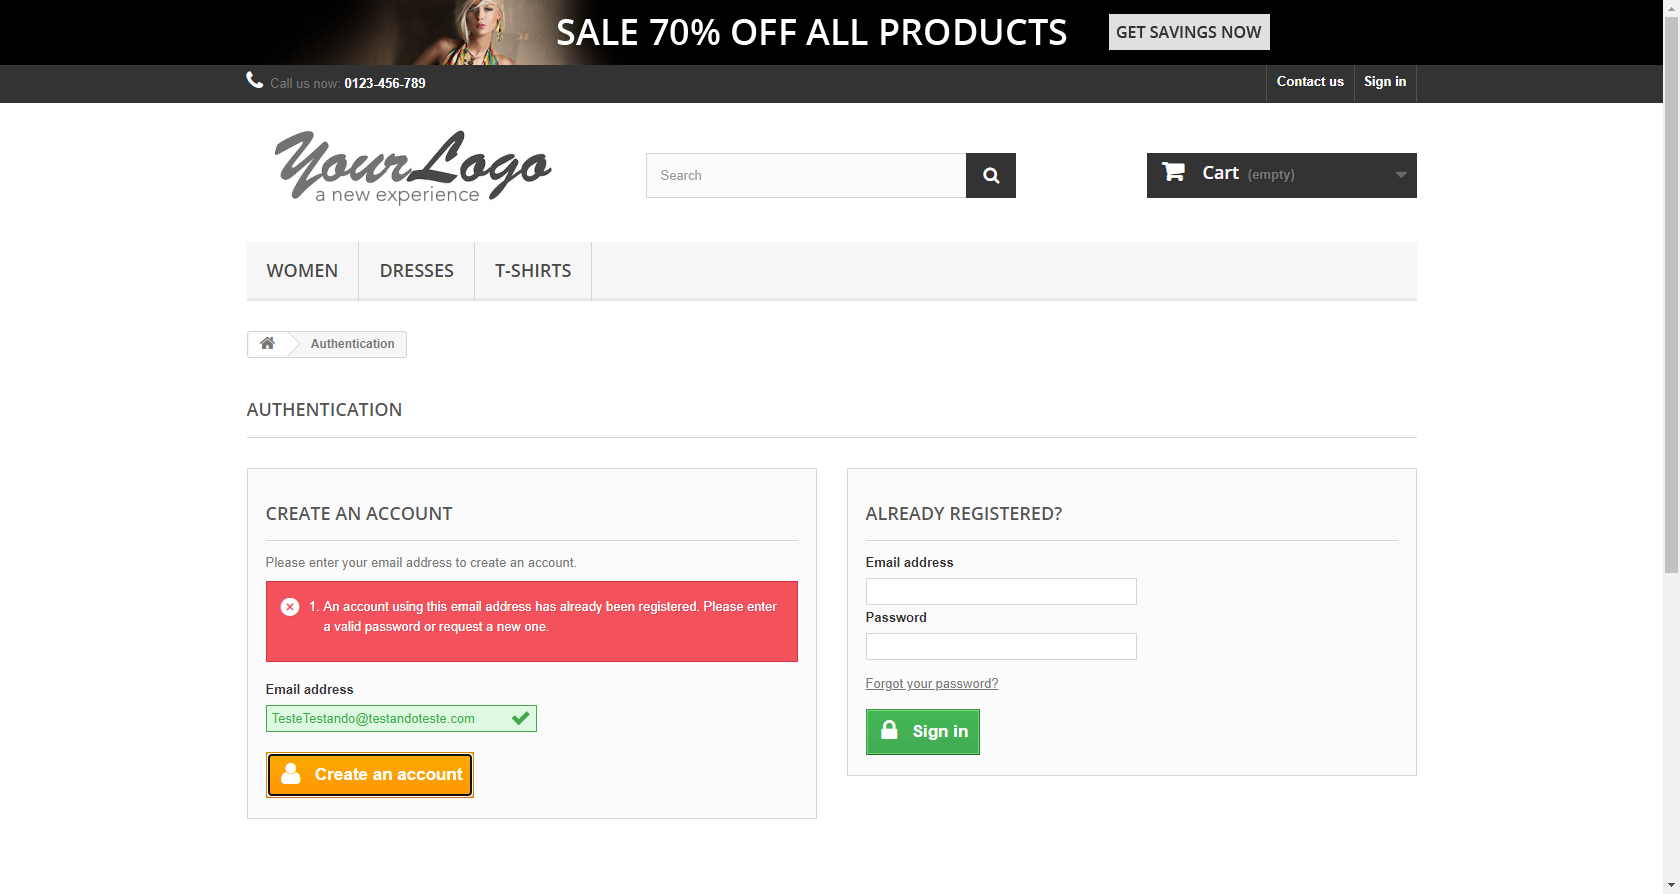 SALE 70% OFF ALL PRODUCTS
GET SAVINGS NOW
Call us now: 0123-456-789
Contact us
Sign in
YourLogo
a new experience
Search
Cart (empty)
WOMEN
DRESSES
T-SHIRTS
Authentication
AUTHENTICATION
CREATE AN ACCOUNT
Please enter your email address to create an account.
1. An account using this email address has already been registered. Please enter
a valid password or request a new one.
Email address
TesteTestando@testandoteste.com
Create an account
ALREADY REGISTERED?
Email address
Password
Forgot your password?
Sign in